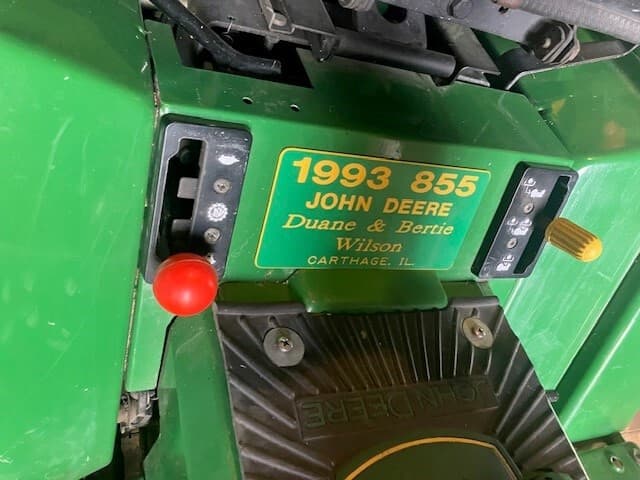 1993 855
JOHN DEERE
Duane & Bertie
Wilson
CARTHAGE, IL.
JOHN DEERE